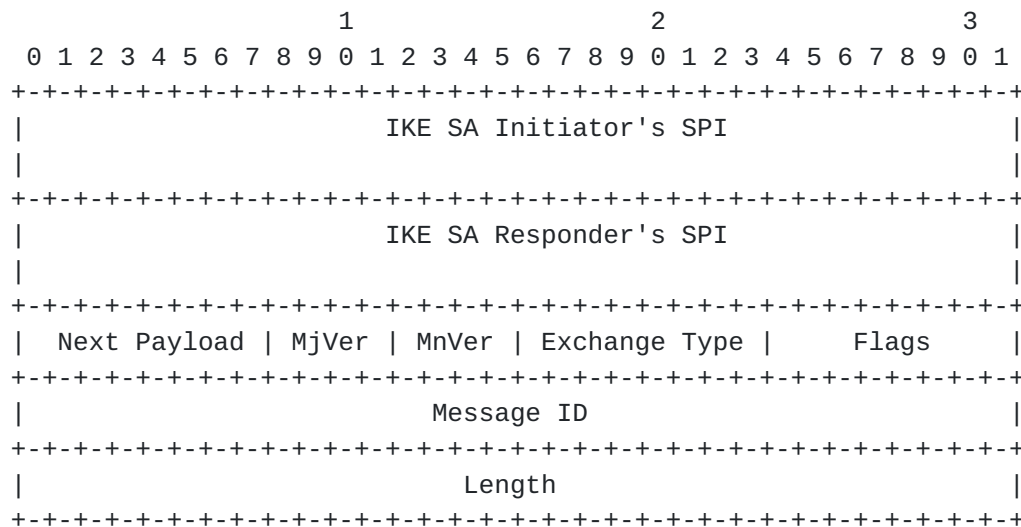 1                   2                   3
 0 1 2 3 4 5 6 7 8 9 0 1 2 3 4 5 6 7 8 9 0 1 2 3 4 5 6 7 8 9 0 1
+-+-+-+-+-+-+-+-+-+-+-+-+-+-+-+-+-+-+-+-+-+-+-+-+-+-+-+-+-+-+-+-+
|                       IKE SA Initiator's SPI                  |
|                                                               |
+-+-+-+-+-+-+-+-+-+-+-+-+-+-+-+-+-+-+-+-+-+-+-+-+-+-+-+-+-+-+-+-+
|                       IKE SA Responder's SPI                  |
|                                                               |
+-+-+-+-+-+-+-+-+-+-+-+-+-+-+-+-+-+-+-+-+-+-+-+-+-+-+-+-+-+-+-+-+
|  Next Payload | MjVer | MnVer | Exchange Type |     Flags     |
+-+-+-+-+-+-+-+-+-+-+-+-+-+-+-+-+-+-+-+-+-+-+-+-+-+-+-+-+-+-+-+-+
|                          Message ID                           |
+-+-+-+-+-+-+-+-+-+-+-+-+-+-+-+-+-+-+-+-+-+-+-+-+-+-+-+-+-+-+-+-+
|                            Length                             |
+-+-+-+-+-+-+-+-+-+-+-+-+-+-+-+-+-+-+-+-+-+-+-+-+-+-+-+-+-+-+-+-+